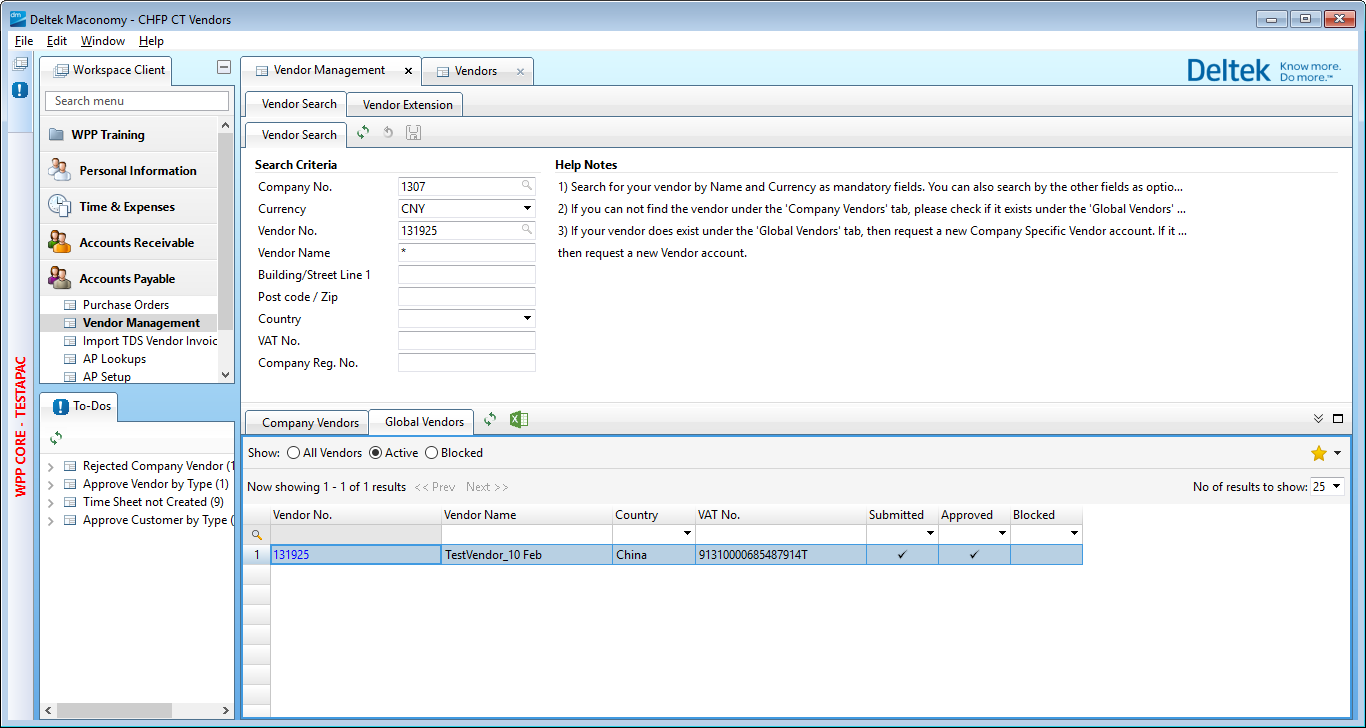 dm Deltek Maconomy - CHFP CT Vendors
File Edit Window Help
Workspace Client
Search menu
WPP Training
Personal Information
Time & Expenses
Accounts Receivable
Accounts Payable
Purchase Orders
Vendor Management
Import TDS Vendor Invoic
AP Lookups
AP Setup
WPP CORE - TESTAPAC
To-Dos
Rejected Company Vendor (1
Approve Vendor by Type (1)
Time Sheet not Created (9)
Approve Customer by Type (
Vendor Management Vendors
Deltek Know more.
Do more.™
Vendor Search Vendor Extension
Vendor Search
Search Criteria
Company No. 1307
Currency CNY
Vendor No. 131925
Vendor Name *
Building/Street Line 1
Post code / Zip
Country
VAT No.
Company Reg. No.
Help Notes
1) Search for your vendor by Name and Currency as mandatory fields. You can also search by the other fields as optio...
2) If you can not find the vendor under the 'Company Vendors' tab, please check if it exists under the 'Global Vendors' ...
3) If your vendor does exist under the 'Global Vendors' tab, then request a new Company Specific Vendor account. If it ...
then request a new Vendor account.
Company Vendors Global Vendors
Show: All Vendors Active Blocked
Now showing 1 - 1 of 1 results << Prev Next >> No of results to show: 25
Vendor No. Vendor Name Country VAT No. Submitted Approved Blocked
1 131925 TestVendor_10 Feb China 91310000685487914T ✓ ✓